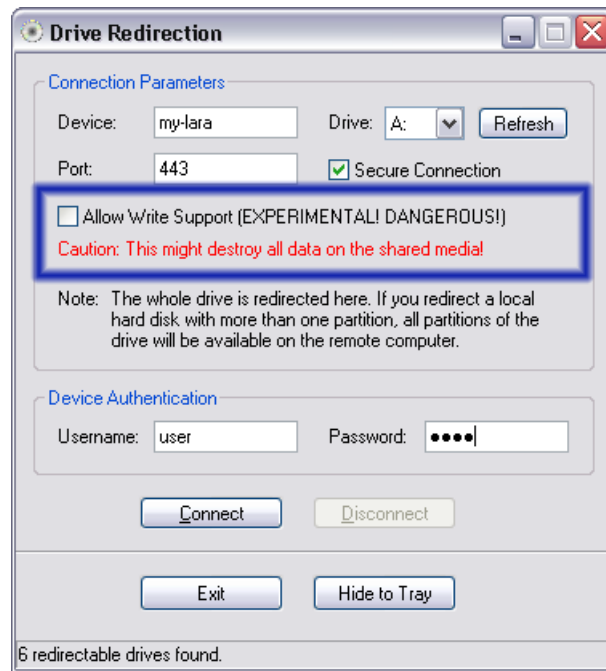 Drive Redirection
Connection Parameters
Device: my-lara Drive: A: Refresh
Port: 443 Secure Connection
Allow Write Support (EXPERIMENTAL! DANGEROUS!)
Caution: This might destroy all data on the shared media!
Note: The whole drive is redirected here. If you redirect a local
hard disk with more than one partition, all partitions of the
drive will be available on the remote computer.
Device Authentication
Username: user Password: ●●●●
Connect Disconnect
Exit Hide to Tray
6 redirectable drives found.